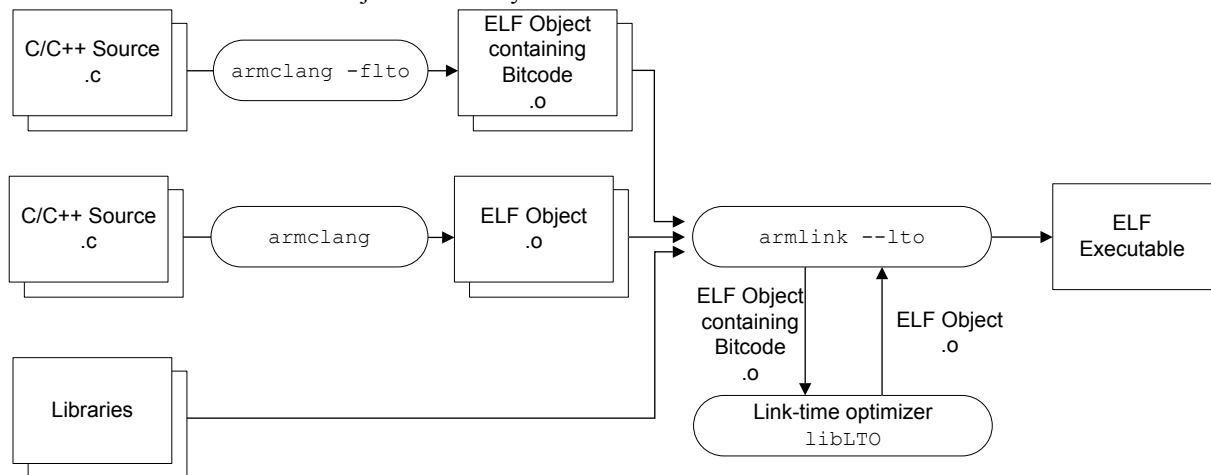 C/C++ Source
.c
armclang -flto
ELF Object
containing
Bitcode
.o
C/C++ Source
.c
armclang
ELF Object
.o
armlink --lto
ELF
Executable
ELF Object
containing
Bitcode
.o
ELF Object
.o
Libraries
Link-time optimizer
libLTO